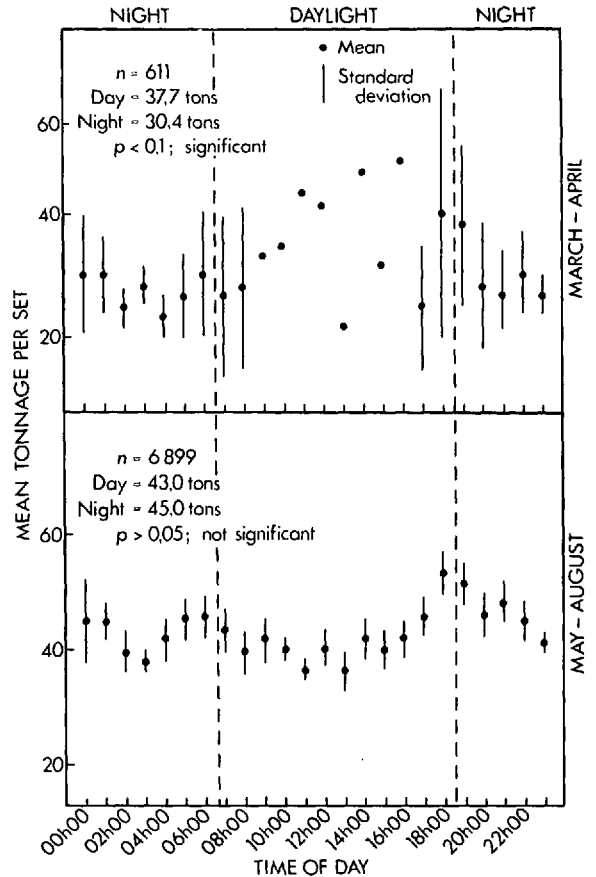 NIGHT DAYLIGHT NIGHT
Mean
Standard deviation
n = 611
Day = 37,7 tons
Night = 30,4 tons
p < 0,1; significant
60
40
20
MARCH – APRIL
MEAN TONNAGE PER SET
n = 6 899
Day = 43,0 tons
Night = 45,0 tons
p > 0,05; not significant
60
40
20
MAY – AUGUST
00h00 02h00 04h00 06h00 08h00 10h00 12h00 14h00 16h00 18h00 20h00 22h00
TIME OF DAY